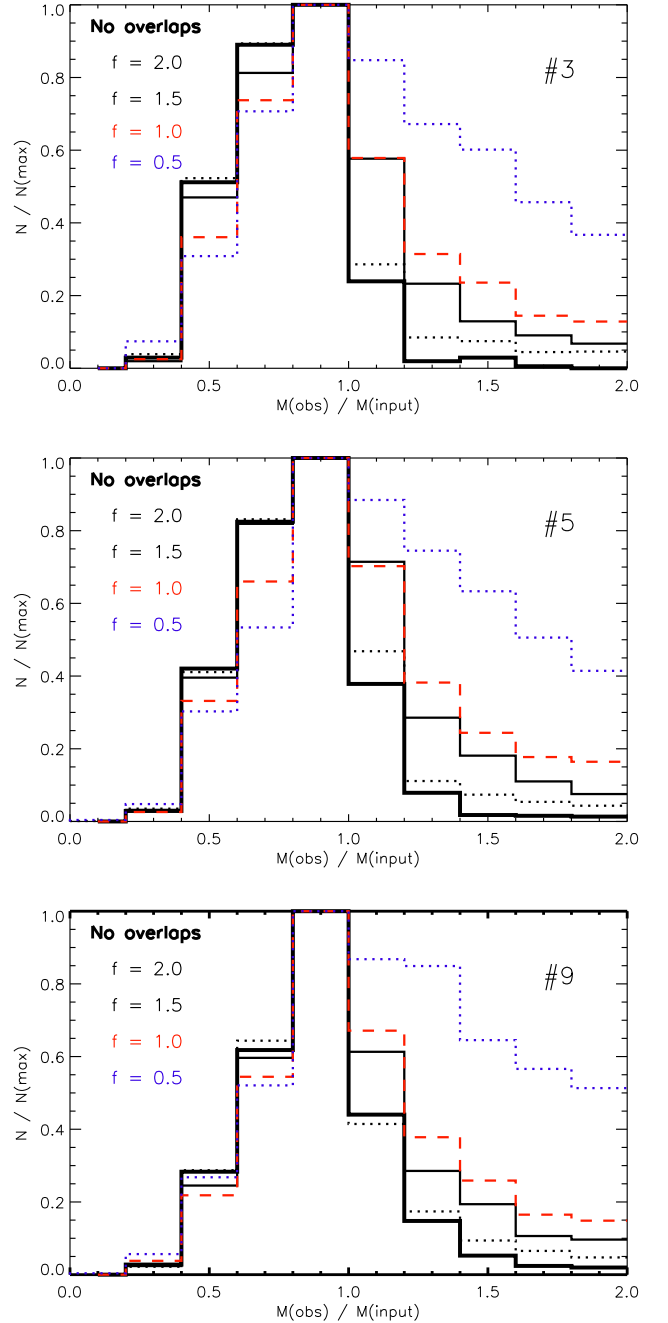 No overlaps
f = 2.0
f = 1.5
f = 1.0
f = 0.5
#3
1.0
0.8
0.6
0.4
0.2
0.0
N / N(max)
0.0 0.5 1.0 1.5 2.0
M(obs) / M(input)
No overlaps
f = 2.0
f = 1.5
f = 1.0
f = 0.5
#5
1.0
0.8
0.6
0.4
0.2
0.0
N / N(max)
0.0 0.5 1.0 1.5 2.0
M(obs) / M(input)
No overlaps
f = 2.0
f = 1.5
f = 1.0
f = 0.5
#9
1.0
0.8
0.6
0.4
0.2
0.0
N / N(max)
0.0 0.5 1.0 1.5 2.0
M(obs) / M(input)